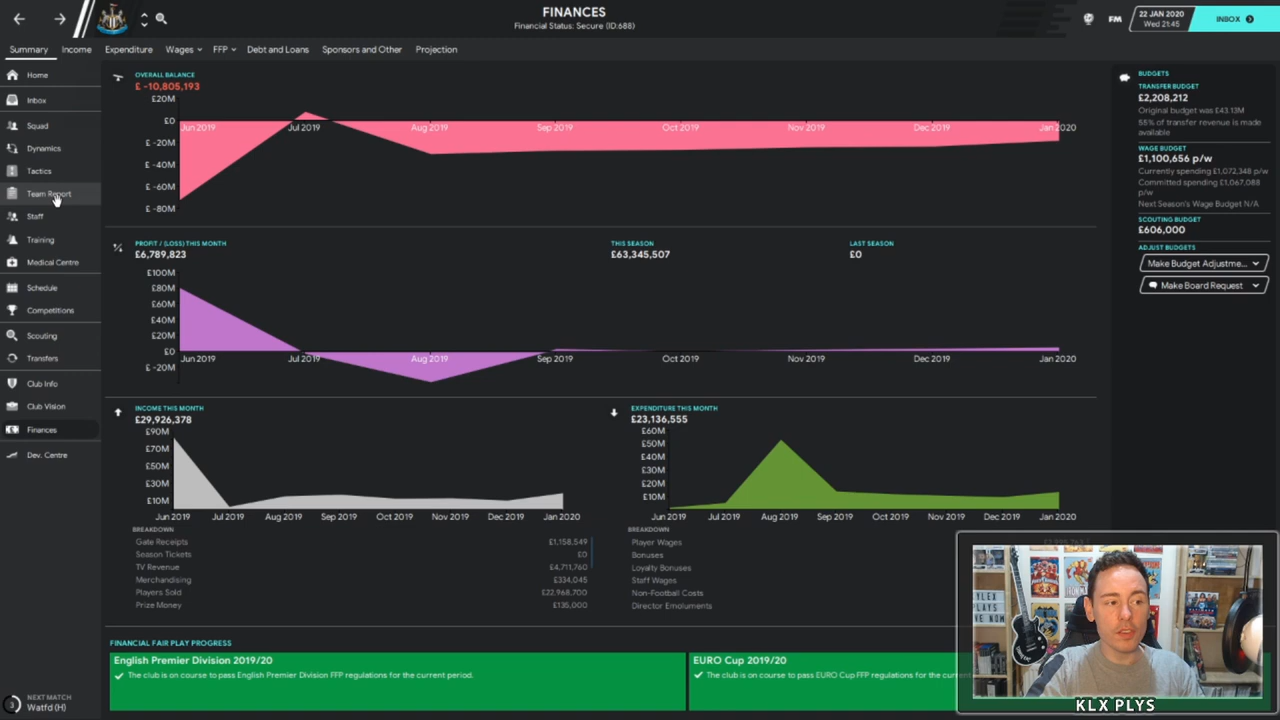 FINANCES
Financial Status: Secure (ID:688)
FM
22 JAN 2020
Wed 21:45
INBOX
Summary
Income
Expenditure
Wages
FFP
Debt and Loans
Sponsors and Other
Projection
Home
Inbox
Squad
Dynamics
Tactics
Team Report
Staff
Training
Medical Centre
Schedule
Competitions
Scouting
Transfers
Club Info
Club Vision
Finances
Dev. Centre
NEXT MATCH
Watfd (H)
3
OVERALL BALANCE
£ -10,805,193
£20M
£0
£ -20M
£ -40M
£ -60M
£ -80M
Jun 2019
Jul 2019
Aug 2019
Sep 2019
Oct 2019
Nov 2019
Dec 2019
Jan 2020
PROFIT / (LOSS) THIS MONTH
£6,789,823
THIS SEASON
£63,345,507
LAST SEASON
£0
£100M
£80M
£60M
£40M
£20M
£0
£ -20M
Jun 2019
Jul 2019
Aug 2019
Sep 2019
Oct 2019
Nov 2019
Dec 2019
Jan 2020
INCOME THIS MONTH
£29,926,378
£90M
£70M
£50M
£30M
£10M
Jun 2019
Jul 2019
Aug 2019
Sep 2019
Oct 2019
Nov 2019
Dec 2019
Jan 2020
BREAKDOWN
Gate Receipts £1,158,549
Season Tickets £0
TV Revenue £4,711,760
Merchandising £334,045
Players Sold £22,968,700
Prize Money £135,000
EXPENDITURE THIS MONTH
£23,136,555
£60M
£50M
£40M
£30M
£20M
£10M
Jun 2019
Jul 2019
Aug 2019
Sep 2019
Oct 2019
Nov 2019
Dec 2019
Jan 2020
BREAKDOWN
Player Wages
Bonuses
Loyalty Bonuses
Staff Wages
Non-Football Costs
Director Emoluments
FINANCIAL FAIR PLAY PROGRESS
English Premier Division 2019/20
The club is on course to pass English Premier Division FFP regulations for the current period.
EURO Cup 2019/20
The club is on course to pass EURO Cup FFP regulations for the
BUDGETS
TRANSFER BUDGET
£2,208,212
Original budget was £43.13M
55% of transfer revenue is made
available
WAGE BUDGET
£1,100,656 p/w
Currently spending £1,072,348 p/w
Committed spending £1,067,088
p/w
Next Season's Wage Budget N/A
SCOUTING BUDGET
£606,000
ADJUST BUDGETS
Make Budget Adjustme...
Make Board Request
KLX PLYS